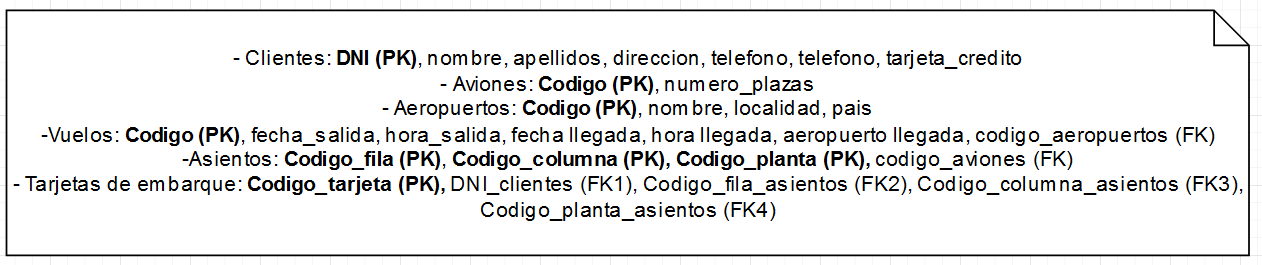 - Clientes: DNI (PK), nombre, apellidos, direccion, telefono, telefono, tarjeta_credito
- Aviones: Codigo (PK), numero_plazas
- Aeropuertos: Codigo (PK), nombre, localidad, pais
-Vuelos: Codigo (PK), fecha_salida, hora_salida, fecha llegada, hora llegada, aeropuerto llegada, codigo_aeropuertos (FK)
-Asientos: Codigo_fila (PK), Codigo_columna (PK), Codigo_planta (PK), codigo_aviones (FK)
- Tarjetas de embarque: Codigo_tarjeta (PK), DNI_clientes (FK1), Codigo_fila_asientos (FK2), Codigo_columna_asientos (FK3),
Codigo_planta_asientos (FK4)